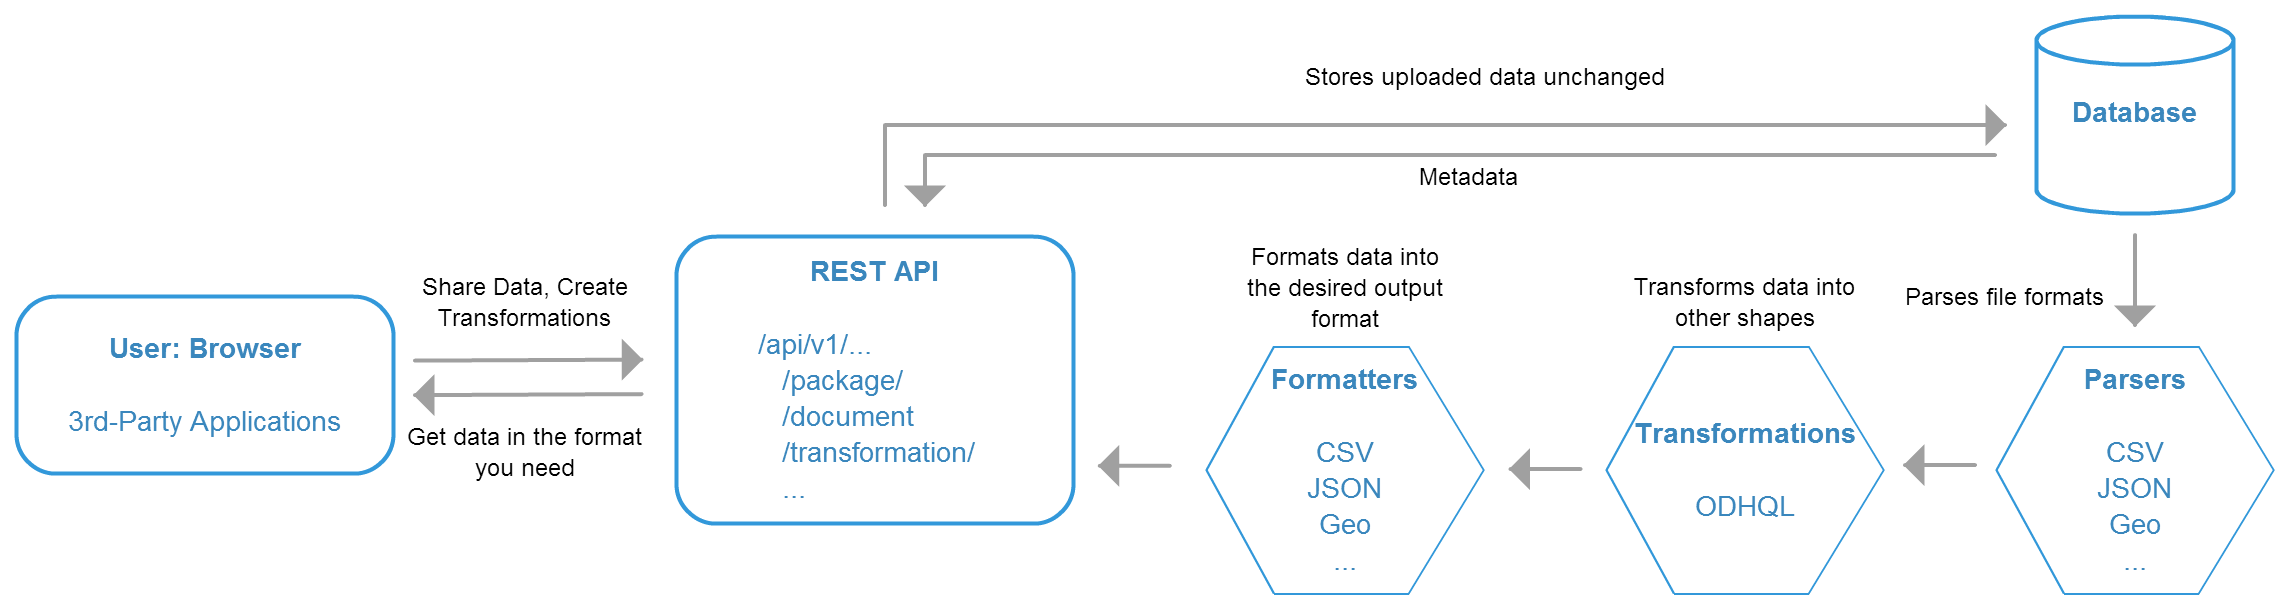 Stores uploaded data unchanged
Metadata
Database
User: Browser
3rd-Party Applications
Share Data, Create
Transformations
Get data in the format
you need
REST API
/api/v1/...
/package/
/document
/transformation/
...
Formats data into
the desired output
format
Formatters
CSV
JSON
Geo
...
Transforms data into
other shapes
Transformations
ODHQL
Parses file formats
Parsers
CSV
JSON
Geo
...